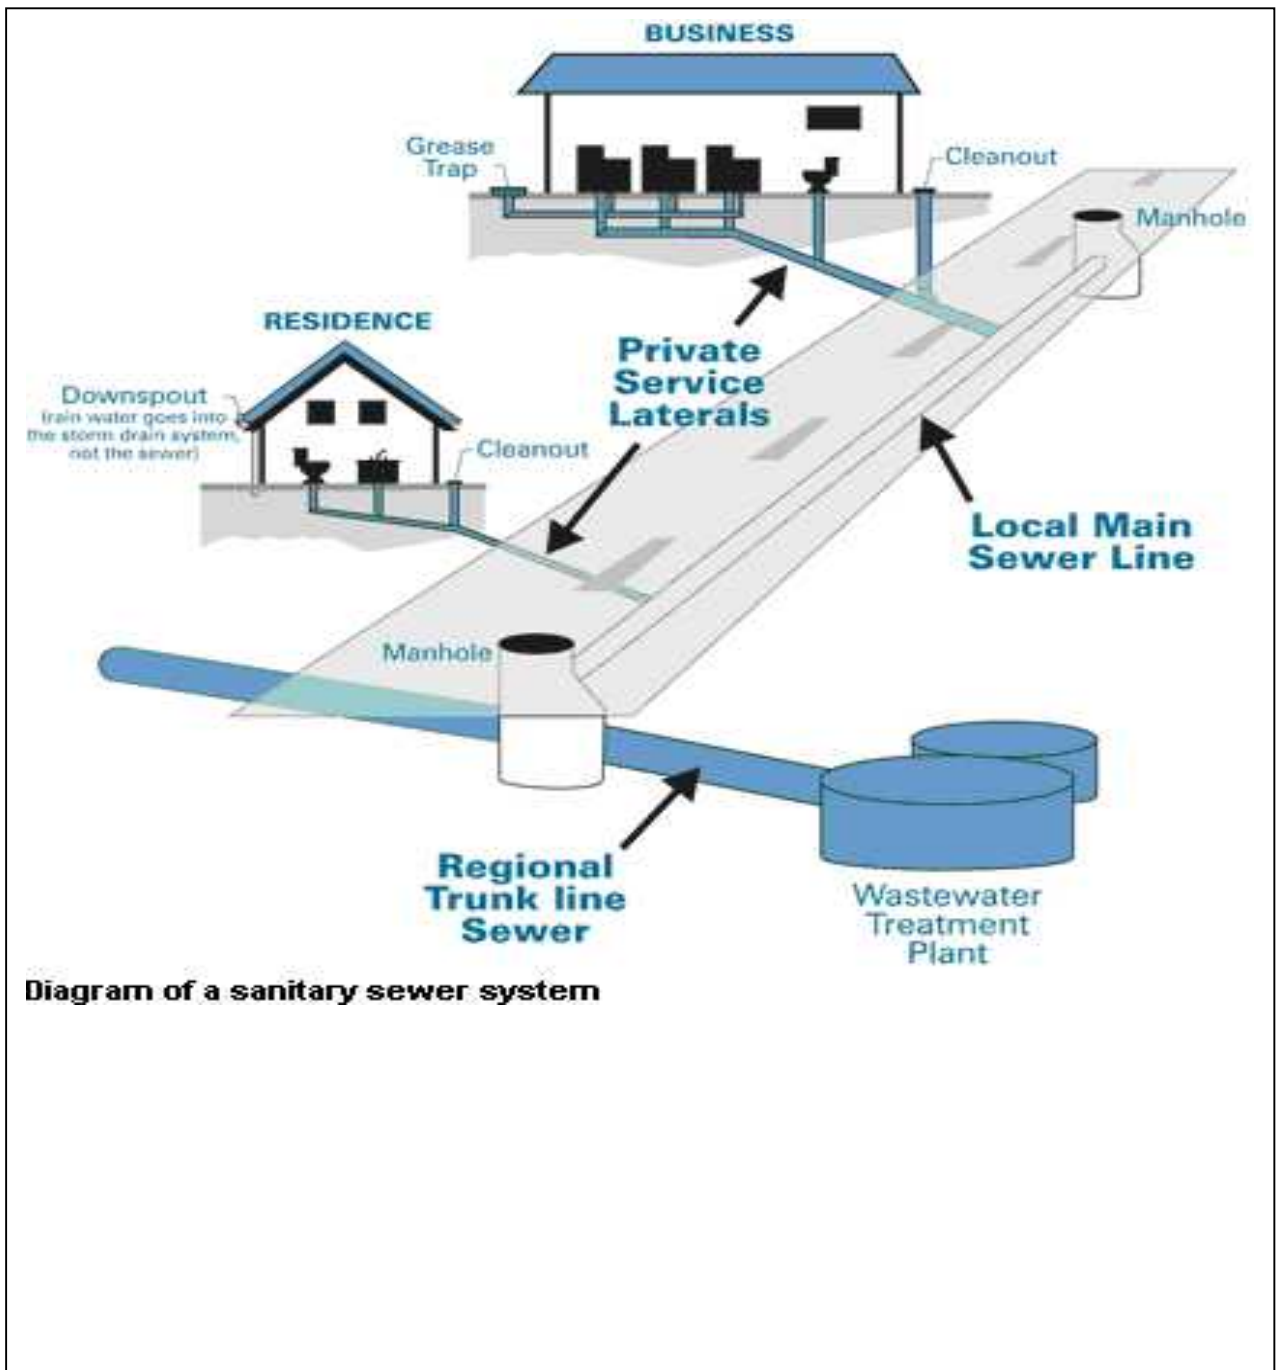 BUSINESS
Grease
Trap
Cleanout
Manhole
RESIDENCE
Private
Service
Laterals
Downspout
(rain water goes into
the storm drain system,
not the sewer)
Cleanout
Local Main
Sewer Line
Manhole
Regional
Trunk line
Sewer
Wastewater
Treatment
Plant
Diagram of a sanitary sewer system